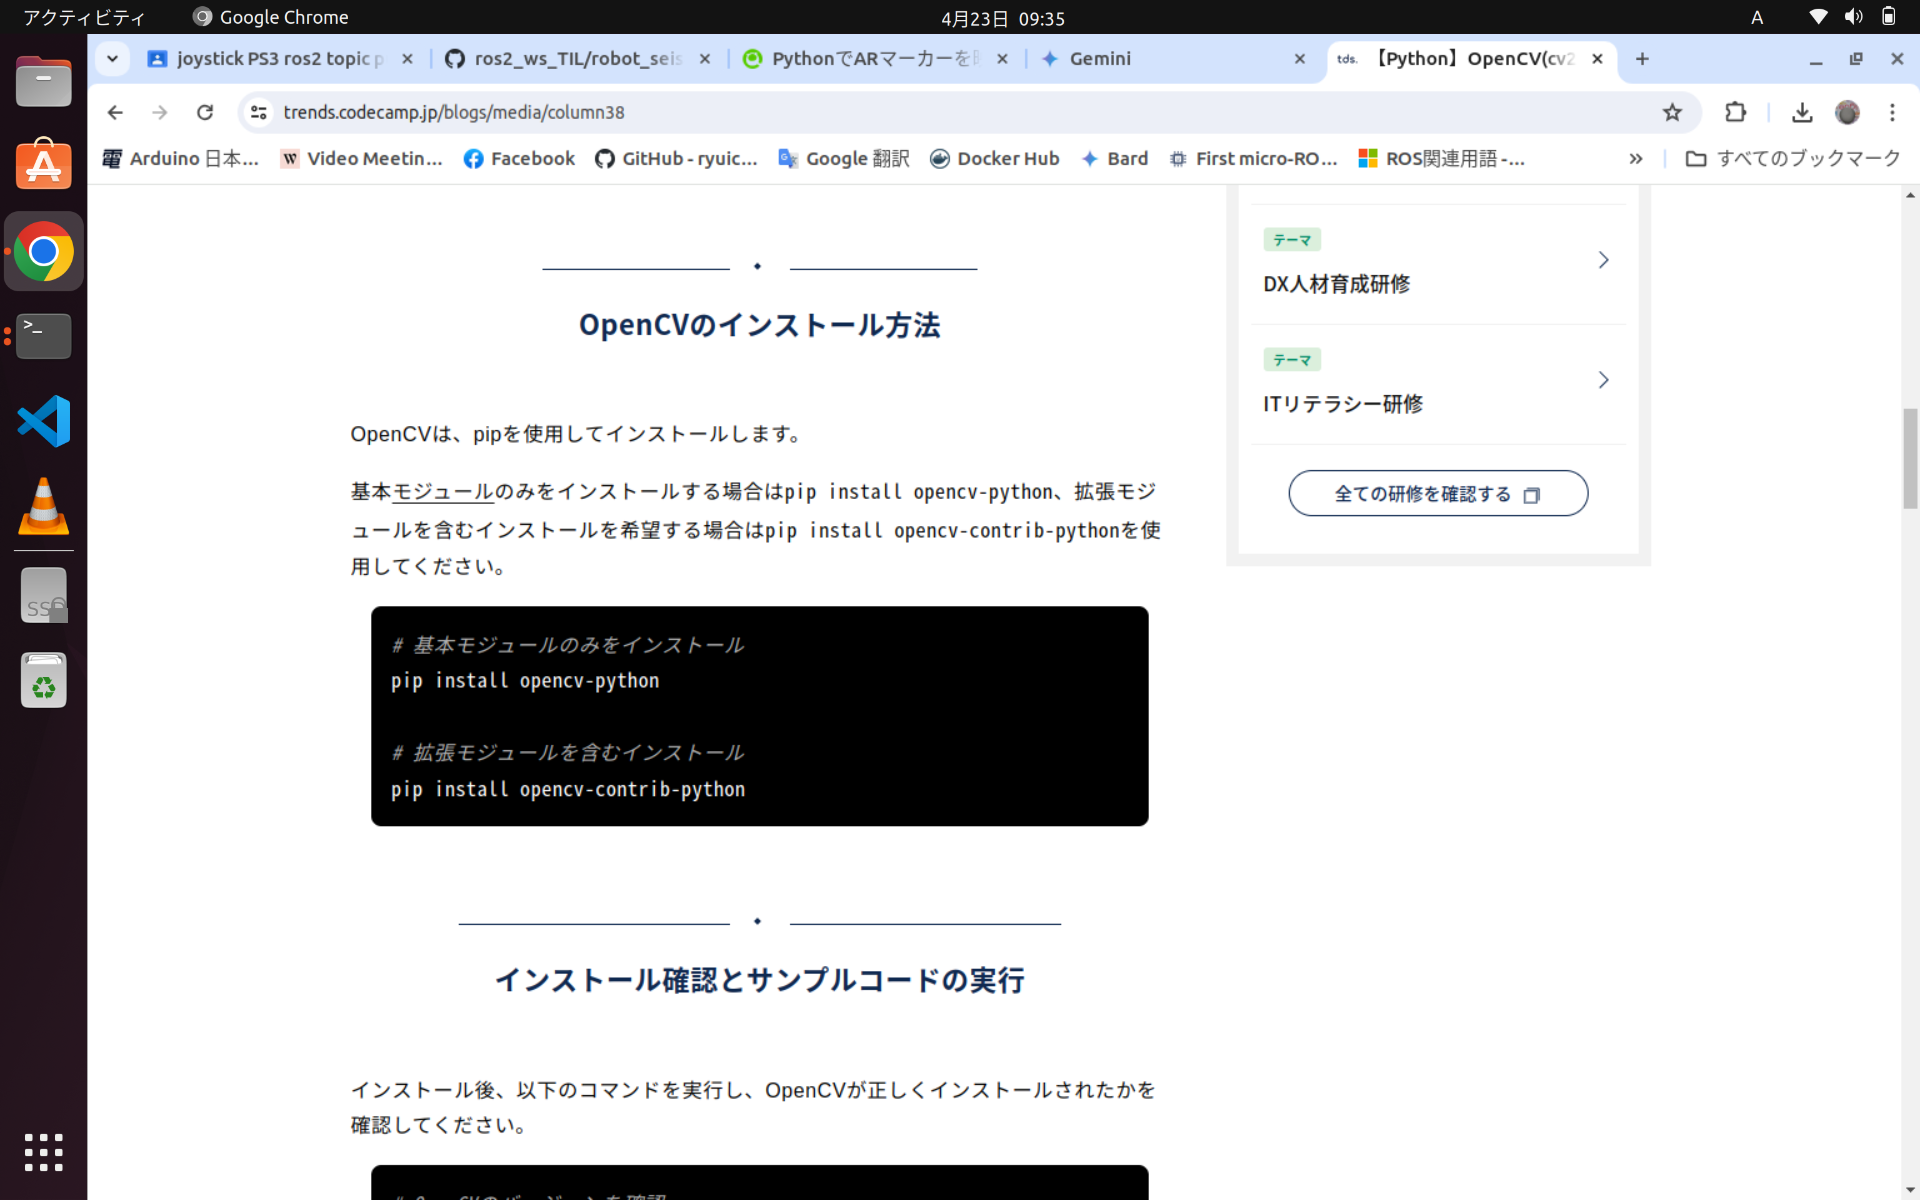 アクティビティ
Google Chrome
4月23日 09:35
A
joystick PS3 ros2 topic p
ros2_ws_TIL/robot_seis
PythonでARマーカーを
Gemini
tds. 【Python】OpenCV(cv2
trends.codecamp.jp/blogs/media/column38
Arduino 日本...
W Video Meetin...
Facebook
GitHub - ryuic...
Google 翻訳
Docker Hub
Bard
First micro-RO...
ROS関連用語 -...
»
すべてのブックマーク
OpenCVのインストール方法
OpenCVは、pipを使用してインストールします。
基本モジュールのみをインストールする場合はpip install opencv-python、拡張モジ
ュールを含むインストールを希望する場合はpip install opencv-contrib-pythonを使
用してください。
# 基本モジュールのみをインストール
pip install opencv-python
# 拡張モジュールを含むインストール
pip install opencv-contrib-python
インストール確認とサンプルコードの実行
インストール後、以下のコマンドを実行し、OpenCVが正しくインストールされたかを
確認してください。
# OpenCVのバージョンを確認
テーマ
DX人材育成研修
テーマ
ITリテラシー研修
全ての研修を確認する